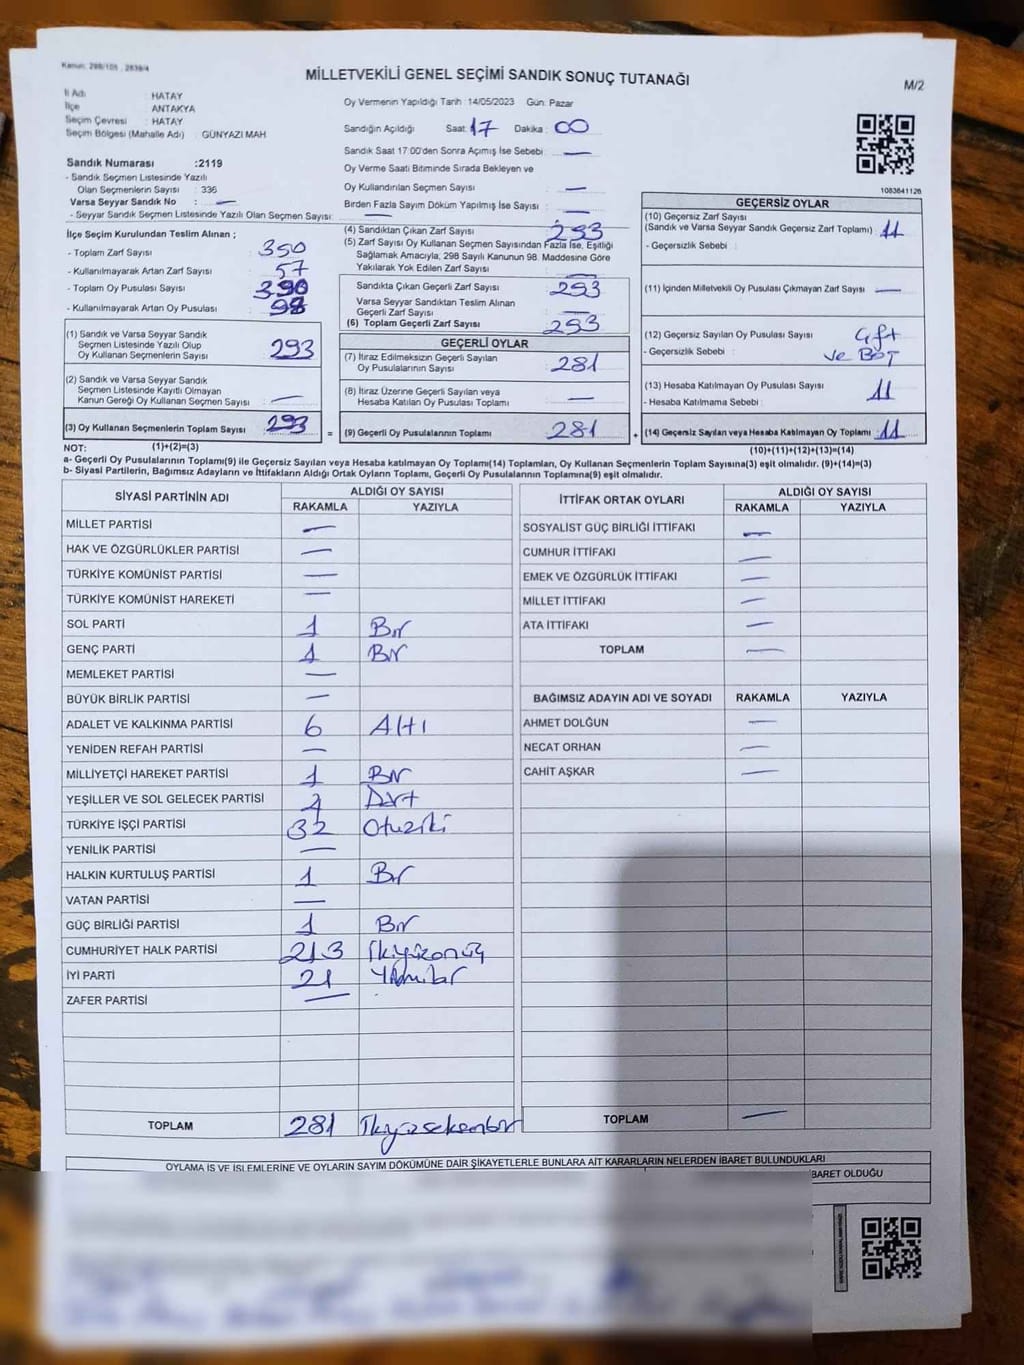 Kanun: 298/105 , 2839/4
MİLLETVEKİLİ GENEL SEÇİMİ SANDIK SONUÇ TUTANAĞI
M/2
İl Adı : HATAY
İlçe : ANTAKYA
Seçim Çevresi : HATAY
Seçim Bölgesi (Mahalle Adı) : GÜNYAZI MAH
Sandık Numarası :2119
- Sandık Seçmen Listesinde Yazılı
Olan Seçmenlerin Sayısı : 336
Varsa Seyyar Sandık No : —
- Seyyar Sandık Seçmen Listesinde Yazılı Olan Seçmen Sayısı: —
İlçe Seçim Kurulundan Teslim Alınan ;
- Toplam Zarf Sayısı 350
- Kullanılmayarak Artan Zarf Sayısı 57
- Toplam Oy Pusulası Sayısı 390
- Kullanılmayarak Artan Oy Pusulası : 98
(1) Sandık ve Varsa Seyyar Sandık
Seçmen Listesinde Yazılı Olup
Oy Kullanan Seçmenlerin Sayısı : 293
(2) Sandık ve Varsa Seyyar Sandık
Seçmen Listesinde Kayıtlı Olmayan
Kanun Gereği Oy Kullanan Seçmen Sayısı : —
(3) Oy Kullanan Seçmenlerin Toplam Sayısı 293
Oy Vermenin Yapıldığı Tarih : 14/05/2023 Gün: Pazar
Sandığın Açıldığı Saat: 17 Dakika : 00
Sandık Saat 17:00'den Sonra Açımış İse Sebebi : —
Oy Verme Saati Bitiminde Sırada Bekleyen ve
Oy Kullandırılan Seçmen Sayısı : —
Birden Fazla Sayım Döküm Yapılmış İse Sayısı : —
(4) Sandıktan Çıkan Zarf Sayısı 293
(5) Zarf Sayısı Oy Kullanan Seçmen Sayısından Fazla İse, Eşitliği
Sağlamak Amacıyla, 298 Sayılı Kanunun 98. Maddesine Göre
Yakılarak Yok Edilen Zarf Sayısı : —
Sandıkta Çıkan Geçerli Zarf Sayısı : 293
Varsa Seyyar Sandıktan Teslim Alınan
Geçerli Zarf Sayısı : —
(6) Toplam Geçerli Zarf Sayısı 293
GEÇERLİ OYLAR
(7) İtiraz Edilmeksizin Geçerli Sayılan
Oy Pusulalarının Sayısı : 281
(8) İtiraz Üzerine Geçerli Sayılan veya
Hesaba Katılan Oy Pusulası Toplamı : —
= (9) Geçerli Oy Pusulalarının Toplamı 281
1083641126
GEÇERSİZ OYLAR
(10) Geçersiz Zarf Sayısı
(Sandık ve Varsa Seyyar Sandık Geçersiz Zarf Toplamı) : 11
- Geçersizlik Sebebi :
(11) İçinden Milletvekili Oy Pusulası Çıkmayan Zarf Sayısı : —
(12) Geçersiz Sayılan Oy Pusulası Sayısı : Çift
- Geçersizlik Sebebi : ve Boş
(13) Hesaba Katılmayan Oy Pusulası Sayısı : 11
- Hesaba Katılmama Sebebi :
+ (14) Geçersiz Sayılan veya Hesaba Katılmayan Oy Toplamı : 11
NOT: (1)+(2)=(3) (10)+(11)+(12)+(13)=(14)
a- Geçerli Oy Pusulalarının Toplamı(9) ile Geçersiz Sayılan veya Hesaba katılmayan Oy Toplamı(14) Toplamları, Oy Kullanan Seçmenlerin Toplam Sayısına(3) eşit olmalıdır. (9)+(14)=(3)
b- Siyasi Partilerin, Bağımsız Adayların ve İttifakların Aldığı Ortak Oyların Toplamı, Geçerli Oy Pusulalarının Toplamına(9) eşit olmalıdır.
SİYASİ PARTİNİN ADI ALDIĞI OY SAYISI
RAKAMLA YAZIYLA
MİLLET PARTİSİ —
HAK VE ÖZGÜRLÜKLER PARTİSİ —
TÜRKİYE KOMÜNİST PARTİSİ —
TÜRKİYE KOMÜNİST HAREKETİ —
SOL PARTİ 1 Bir
GENÇ PARTİ 1 Bir
MEMLEKET PARTİSİ —
BÜYÜK BİRLİK PARTİSİ —
ADALET VE KALKINMA PARTİSİ 6 Altı
YENİDEN REFAH PARTİSİ —
MİLLİYETÇİ HAREKET PARTİSİ 1 Bir
YEŞİLLER VE SOL GELECEK PARTİSİ Dört
TÜRKİYE İŞÇİ PARTİSİ 32 Otuziki
YENİLİK PARTİSİ —
HALKIN KURTULUŞ PARTİSİ 1 Bir
VATAN PARTİSİ —
GÜÇ BİRLİĞİ PARTİSİ 1 Bir
CUMHURİYET HALK PARTİSİ 213 İkiyüzonüç
İYİ PARTİ 21 Yirmibir
ZAFER PARTİSİ —
TOPLAM 281 İkiyüzseksenbir
İTTİFAK ORTAK OYLARI ALDIĞI OY SAYISI
RAKAMLA YAZIYLA
SOSYALİST GÜÇ BİRLİĞİ İTTİFAKI —
CUMHUR İTTİFAKI —
EMEK VE ÖZGÜRLÜK İTTİFAKI —
MİLLET İTTİFAKI —
ATA İTTİFAKI —
TOPLAM —
BAĞIMSIZ ADAYIN ADI VE SOYADI RAKAMLA YAZIYLA
AHMET DOLĞUN —
NECAT ORHAN —
CAHİT AŞKAR —
TOPLAM —
OYLAMA İŞ VE İŞLEMLERİNE VE OYLARIN SAYIM DÖKÜMÜNE DAİR ŞİKAYETLERLE BUNLARA AİT KARARLARIN NELERDEN İBARET BULUNDUKLARI
İBARET OLDUĞU